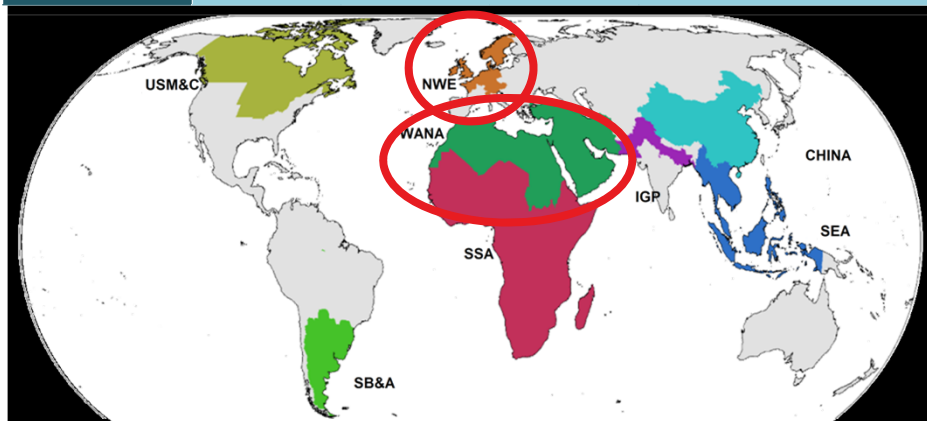 USM&C
NWE
WANA
CHINA
IGP
SEA
SSA
SB&A